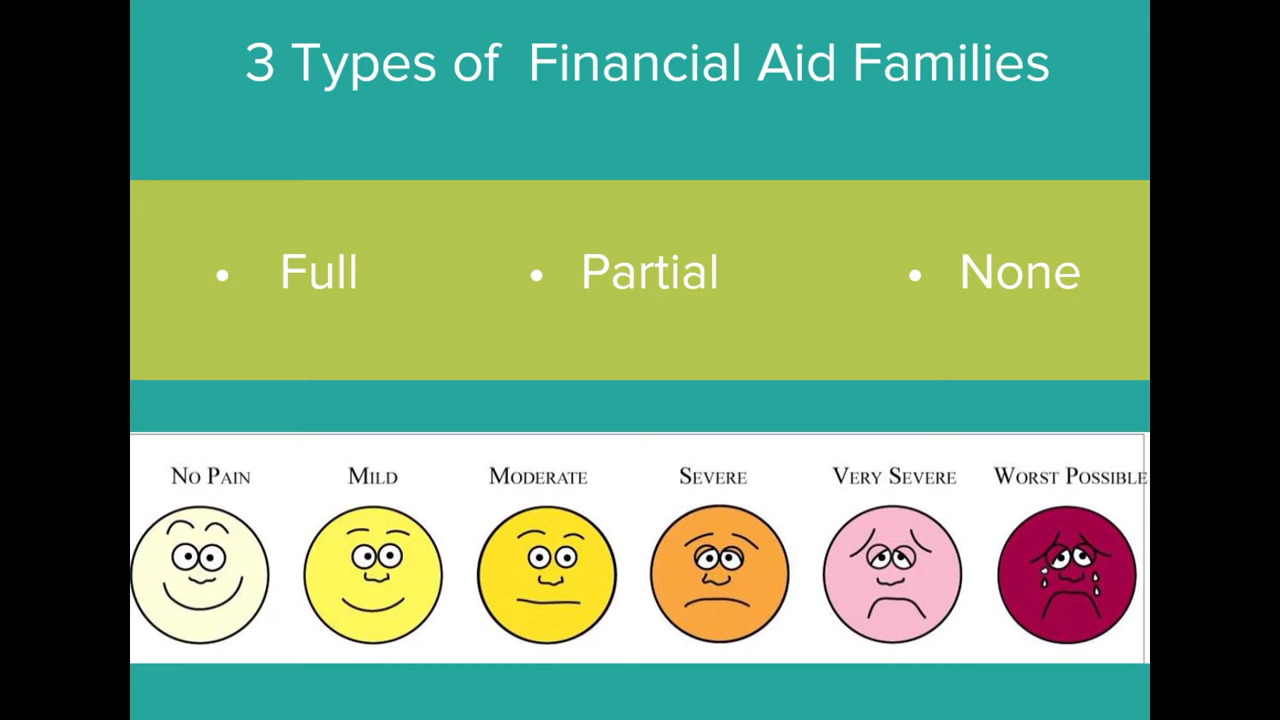 3 Types of Financial Aid Families
• Full • Partial • None
NO PAIN MILD MODERATE SEVERE VERY SEVERE WORST POSSIBLE